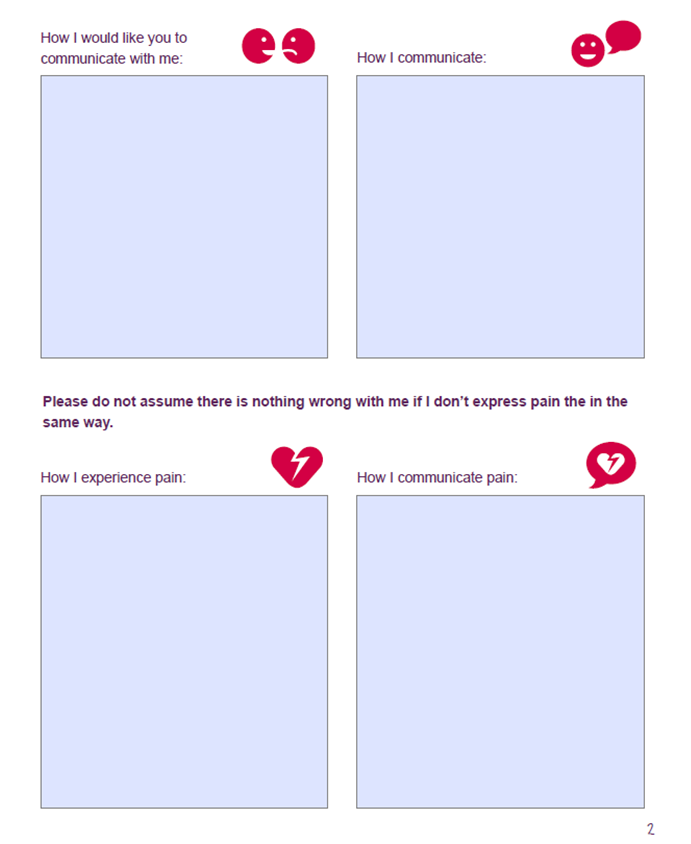 How I would like you to
communicate with me:
How I communicate:
Please do not assume there is nothing wrong with me if I don't express pain the in the
same way.
How I experience pain:
How I communicate pain:
2